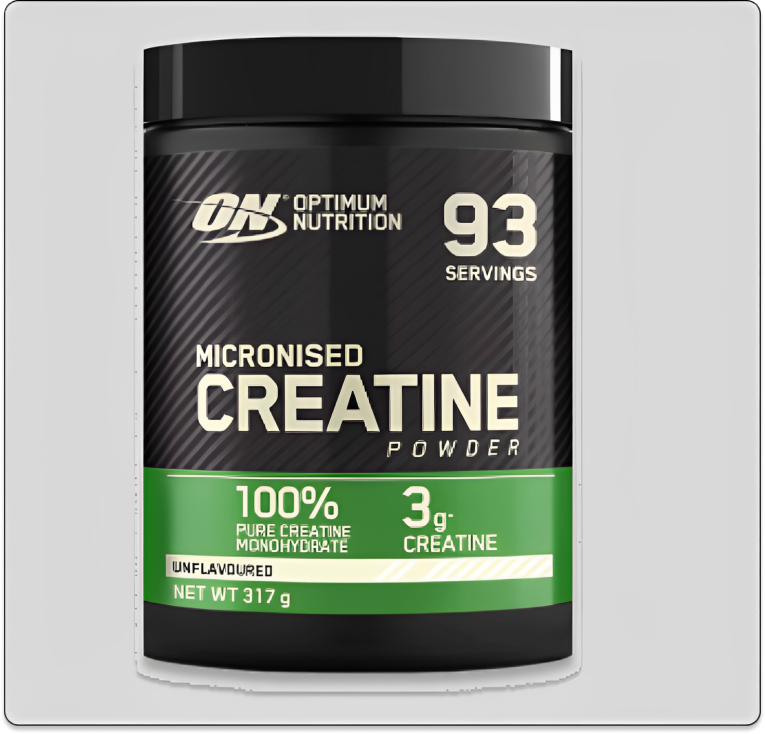 ON® OPTIMUM
NUTRITION
93
SERVINGS
MICRONISED
CREATINE
POWDER
100%
PURE CREATINE
MONOHYDRATE
3g
CREATINE
UNFLAVOURED
NET WT 317 g